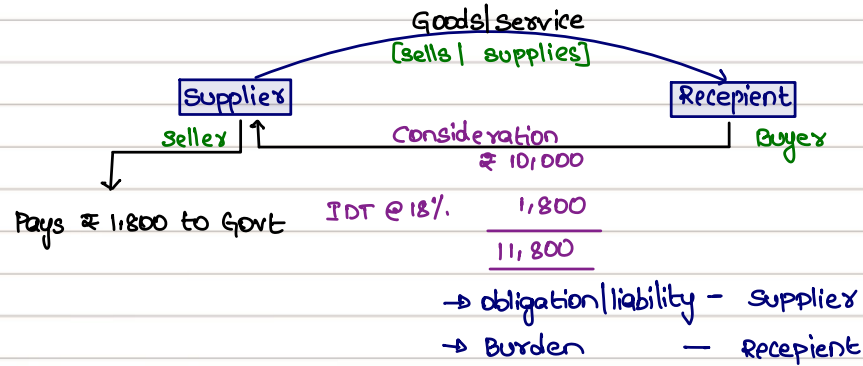 Goods/service
[sells/ supplies]
Supplier
Recepient
Seller
Consideration
Buyer
₹ 10,000
Pays ₹ 1,800 to Govt
IDT @ 18%.
1,800
11,800
→ obligation/liability - Supplier
→ Burden - Recepient